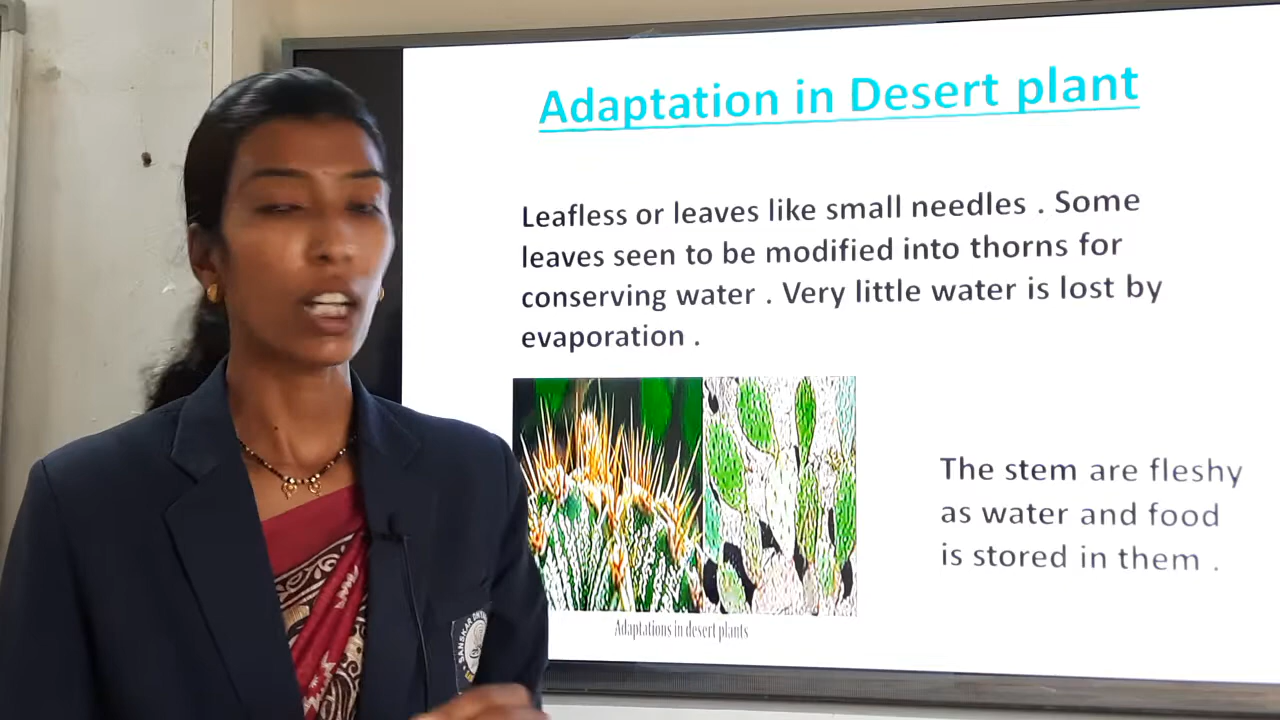 Adaptation in Desert plant
Leafless or leaves like small needles . Some
leaves seen to be modified into thorns for
conserving water . Very little water is lost by
evaporation .
The stem are fleshy
as water and food
is stored in them .
Adaptations in desert plants
SANSKAR